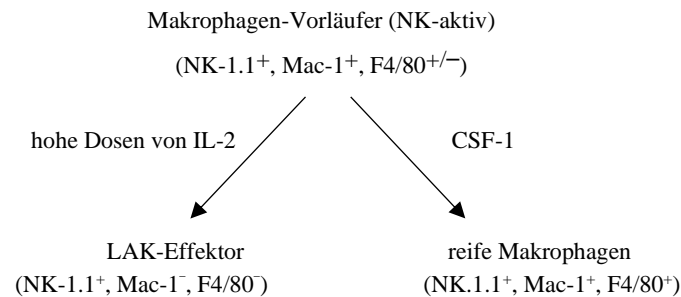 Makrophagen-Vorläufer (NK-aktiv)
(NK-1.1⁺, Mac-1⁺, F4/80⁺/⁻)
hohe Dosen von IL-2
CSF-1
LAK-Effektor
reife Makrophagen
(NK-1.1⁺, Mac-1⁻, F4/80⁻)
(NK.1.1⁺, Mac-1⁺, F4/80⁺)